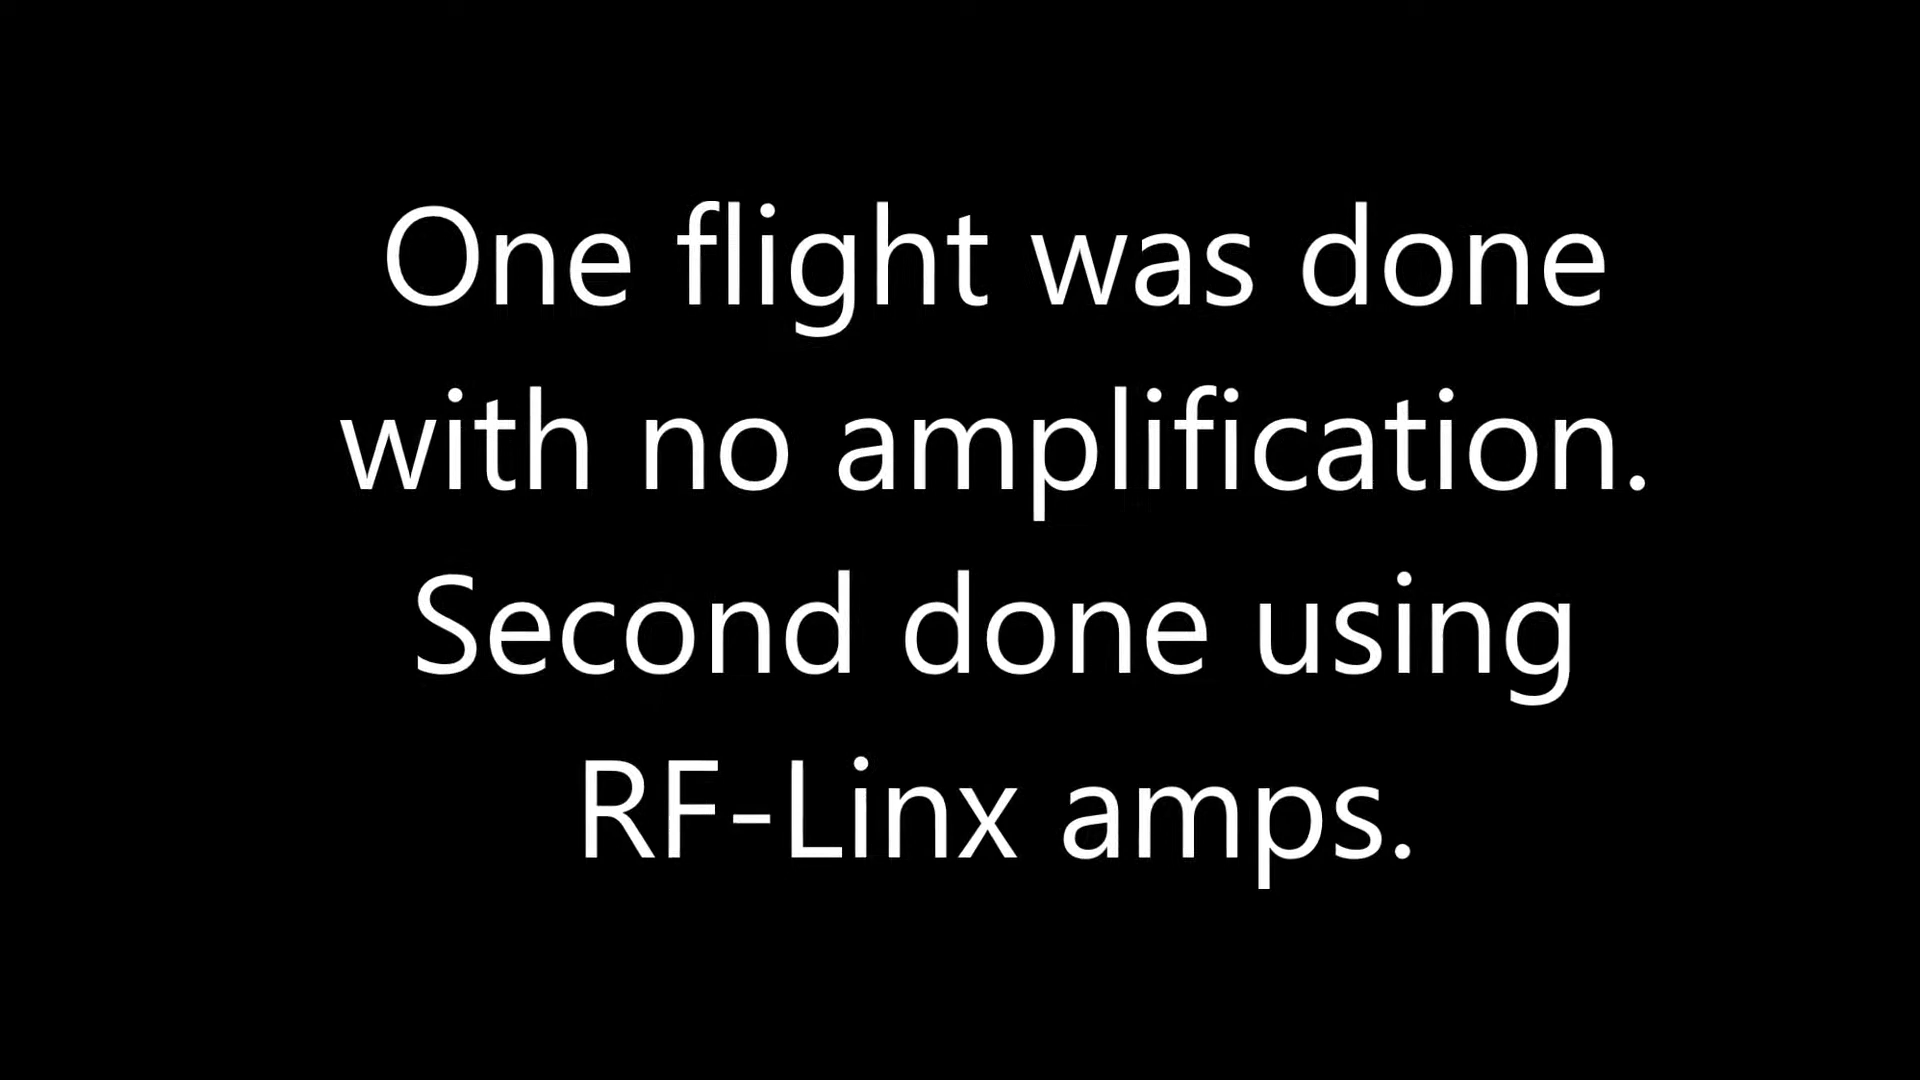 One flight was done
with no amplification.
Second done using
RF-Linx amps.